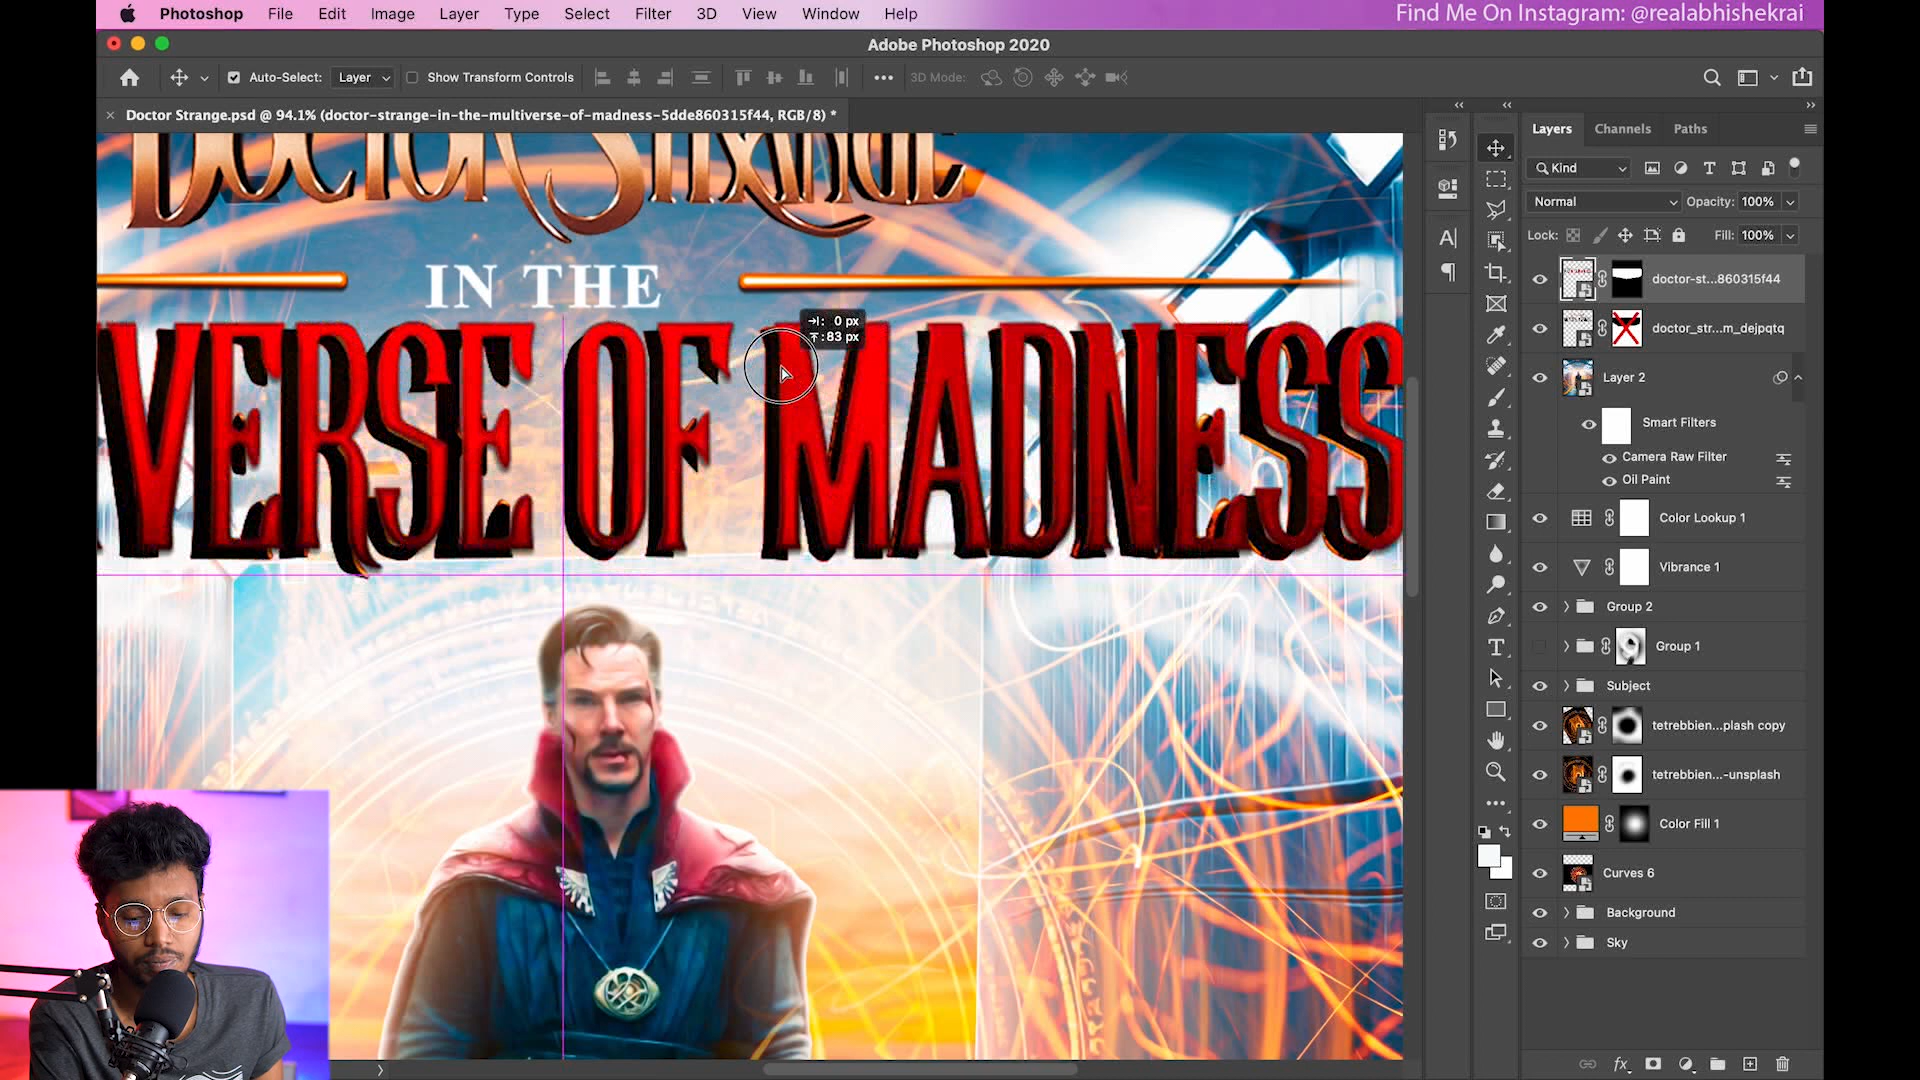 Photoshop File Edit Image Layer Type Select Filter 3D View Window Help
Find Me On Instagram: @realabhishekrai
Adobe Photoshop 2020
Auto-Select: Layer Show Transform Controls 3D Mode:
Doctor Strange.psd @ 94.1% (doctor-strange-in-the-multiverse-of-madness-5dde860315f44, RGB/8) *
DOCTOR STRANGE
IN THE
VERSE OF MADNESS
0 px
83 px
Layers Channels Paths
Kind
Normal Opacity: 100%
Lock: Fill: 100%
doctor-st...860315f44
doctor_str...m_dejpqtq
Layer 2
Smart Filters
Camera Raw Filter
Oil Paint
Color Lookup 1
Vibrance 1
Group 2
Group 1
Subject
tetrebbien...plash copy
tetrebbien...-unsplash
Color Fill 1
Curves 6
Background
Sky